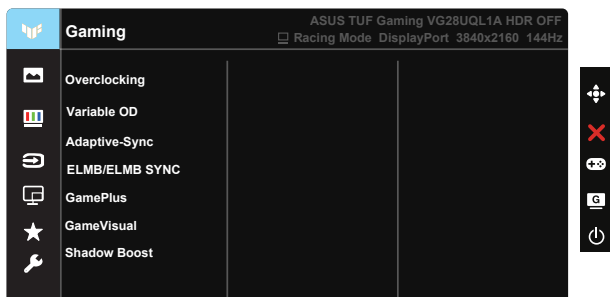 ASUS TUF Gaming VG28UQL1A HDR OFF
Gaming
Racing Mode DisplayPort 3840x2160 144Hz
Overclocking
Variable OD
Adaptive-Sync
ELMB/ELMB SYNC
GamePlus
GameVisual
Shadow Boost
G